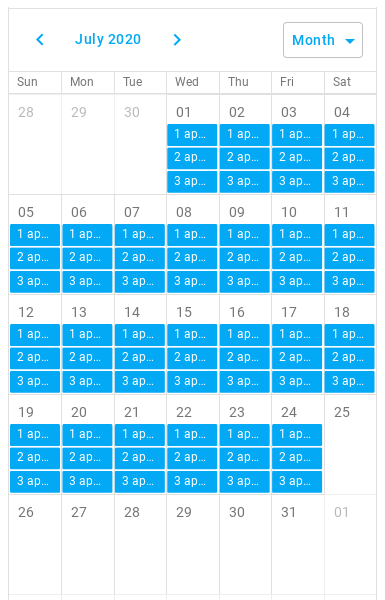 July 2020
Month
Sun Mon Tue Wed Thu Fri Sat
28 29 30 01 02 03 04
1 ap... 1 ap... 1 ap... 1 ap...
2 ap... 2 ap... 2 ap... 2 ap...
3 ap... 3 ap... 3 ap... 3 ap...
05 06 07 08 09 10 11
1 ap... 1 ap... 1 ap... 1 ap... 1 ap... 1 ap... 1 ap...
2 ap... 2 ap... 2 ap... 2 ap... 2 ap... 2 ap... 2 ap...
3 ap... 3 ap... 3 ap... 3 ap... 3 ap... 3 ap... 3 ap...
12 13 14 15 16 17 18
1 ap... 1 ap... 1 ap... 1 ap... 1 ap... 1 ap... 1 ap...
2 ap... 2 ap... 2 ap... 2 ap... 2 ap... 2 ap... 2 ap...
3 ap... 3 ap... 3 ap... 3 ap... 3 ap... 3 ap... 3 ap...
19 20 21 22 23 24 25
1 ap... 1 ap... 1 ap... 1 ap... 1 ap... 1 ap...
2 ap... 2 ap... 2 ap... 2 ap... 2 ap... 2 ap...
3 ap... 3 ap... 3 ap... 3 ap... 3 ap... 3 ap...
26 27 28 29 30 31 01